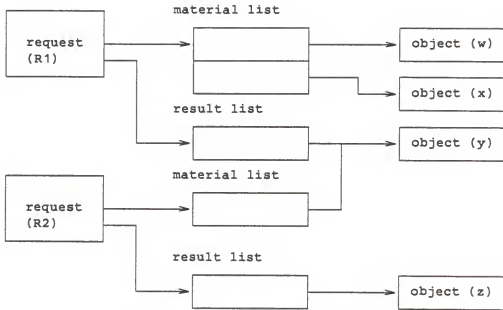 material list
request
(R1)
object (w)
object (x)
result list
object (y)
material list
request
(R2)
result list
object (z)